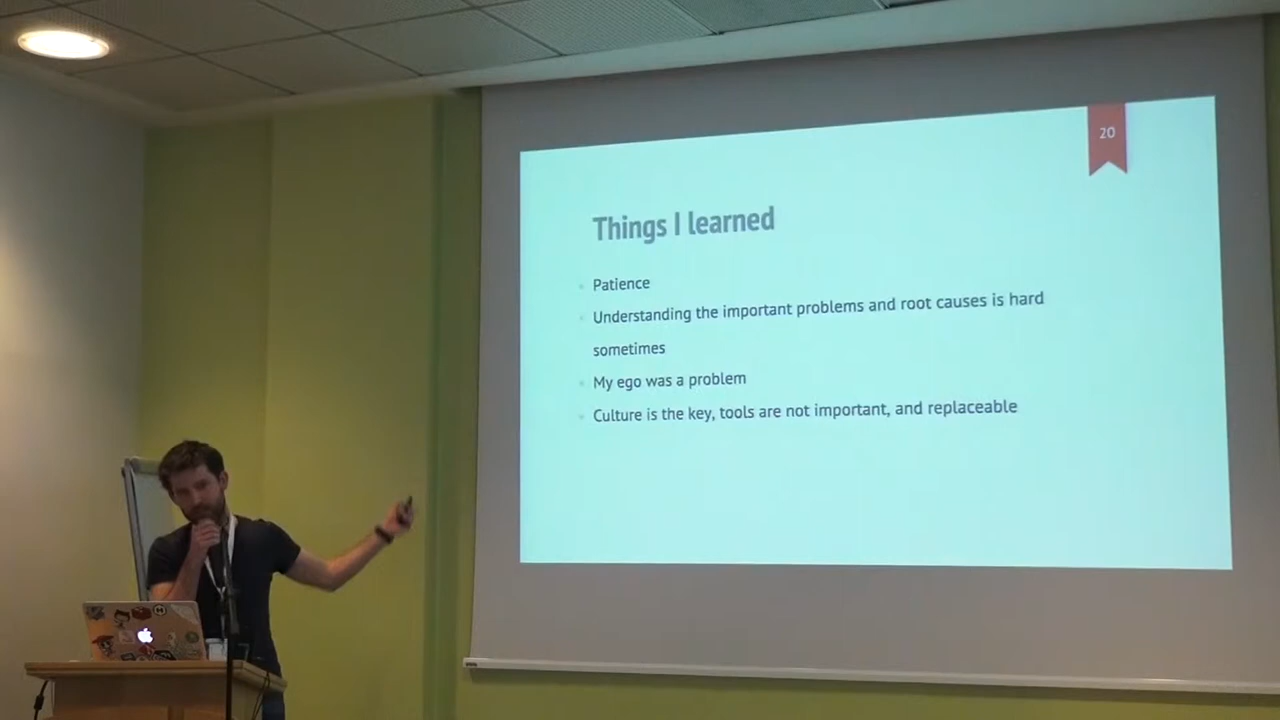 20
Things I learned
Patience
Understanding the important problems and root causes is hard
sometimes
My ego was a problem
Culture is the key, tools are not important, and replaceable